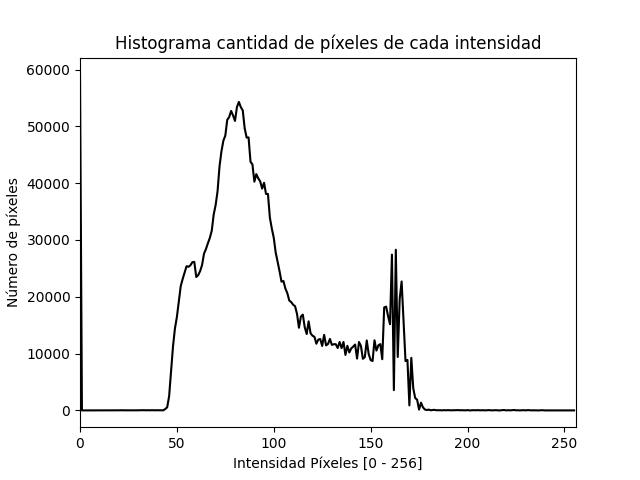 Histograma cantidad de píxeles de cada intensidad
60000
50000
40000
30000
20000
10000
0
Número de píxeles
0 50 100 150 200 250
Intensidad Píxeles [0 - 256]